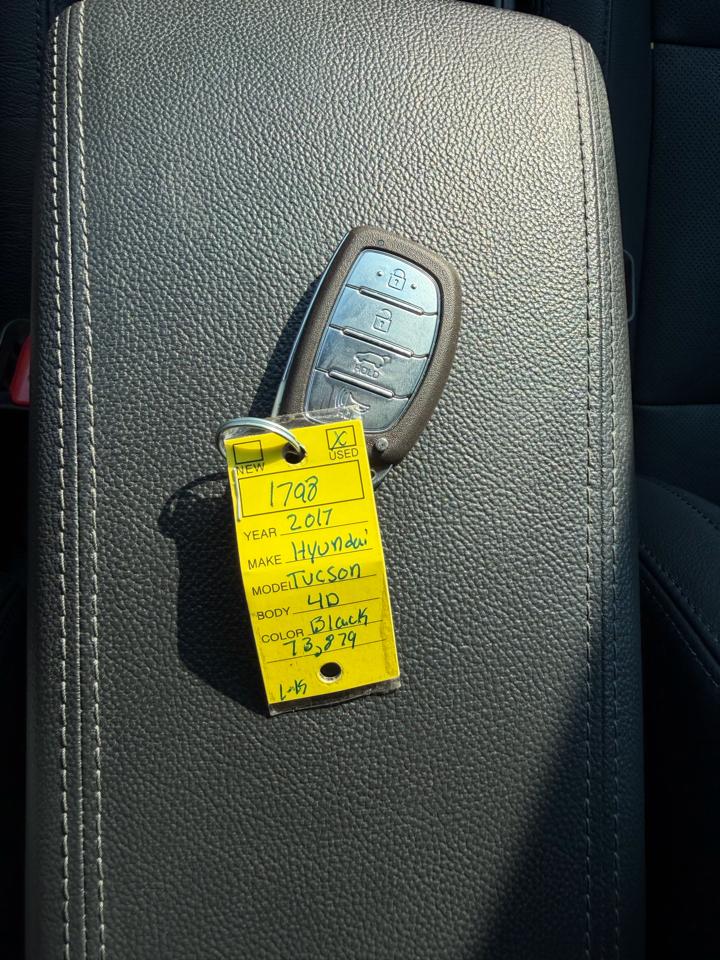 HOLD
NEW
X
USED
1798
YEAR 2017
MAKE Hyundai
MODEL Tucson
BODY 4D
COLOR Black
73,879